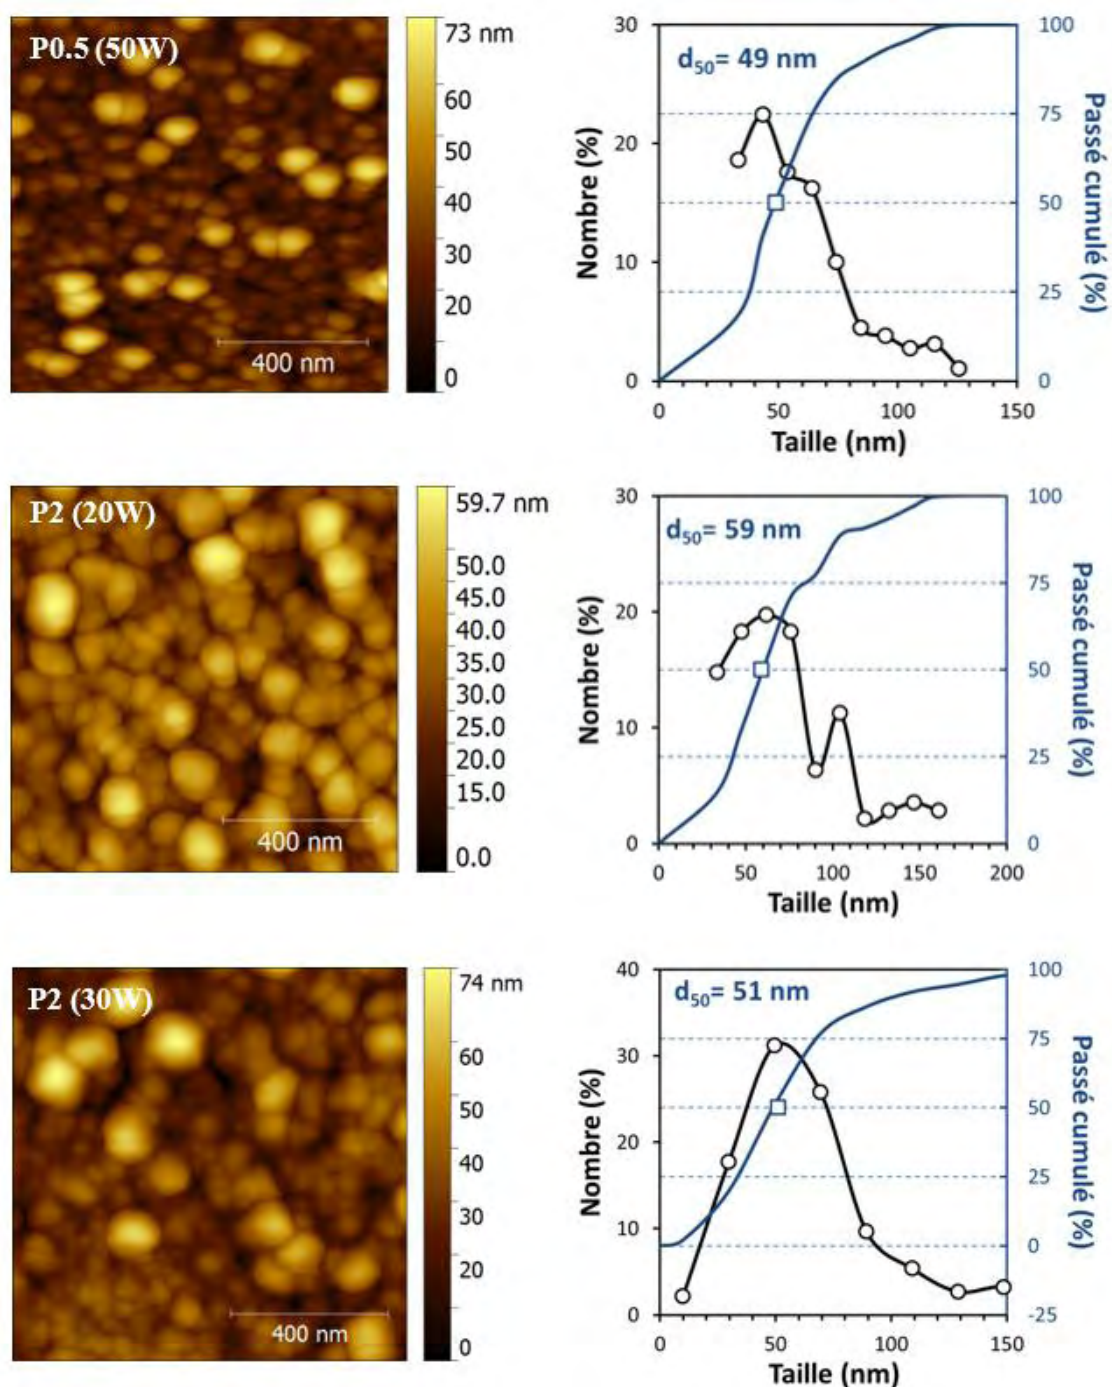 P0.5 (50W)
73 nm
60
50
40
30
20
0
400 nm
d50= 49 nm
Nombre (%)
30
20
10
0
Passé cumulé (%)
100
75
50
25
0
0 50 100 150
Taille (nm)
P2 (20W)
59.7 nm
50.0
45.0
40.0
35.0
30.0
25.0
20.0
15.0
0.0
400 nm
d50= 59 nm
Nombre (%)
30
20
10
0
Passé cumulé (%)
100
75
50
25
0
0 50 100 150 200
Taille (nm)
P2 (30W)
74 nm
60
50
40
30
20
0
400 nm
d50= 51 nm
Nombre (%)
40
30
20
10
0
Passé cumulé (%)
100
75
50
25
0
-25
0 50 100 150
Taille (nm)